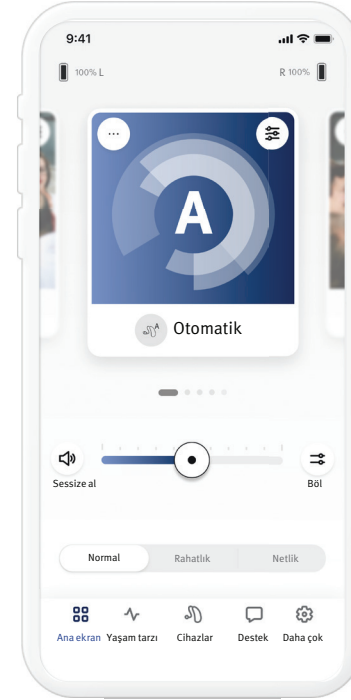 9:41
100% L
R 100%
...
A
A
Otomatik
Sessize al
Böl
Normal
Rahatlık
Netlik
Ana ekran
Yaşam tarzı
Cihazlar
Destek
Daha çok